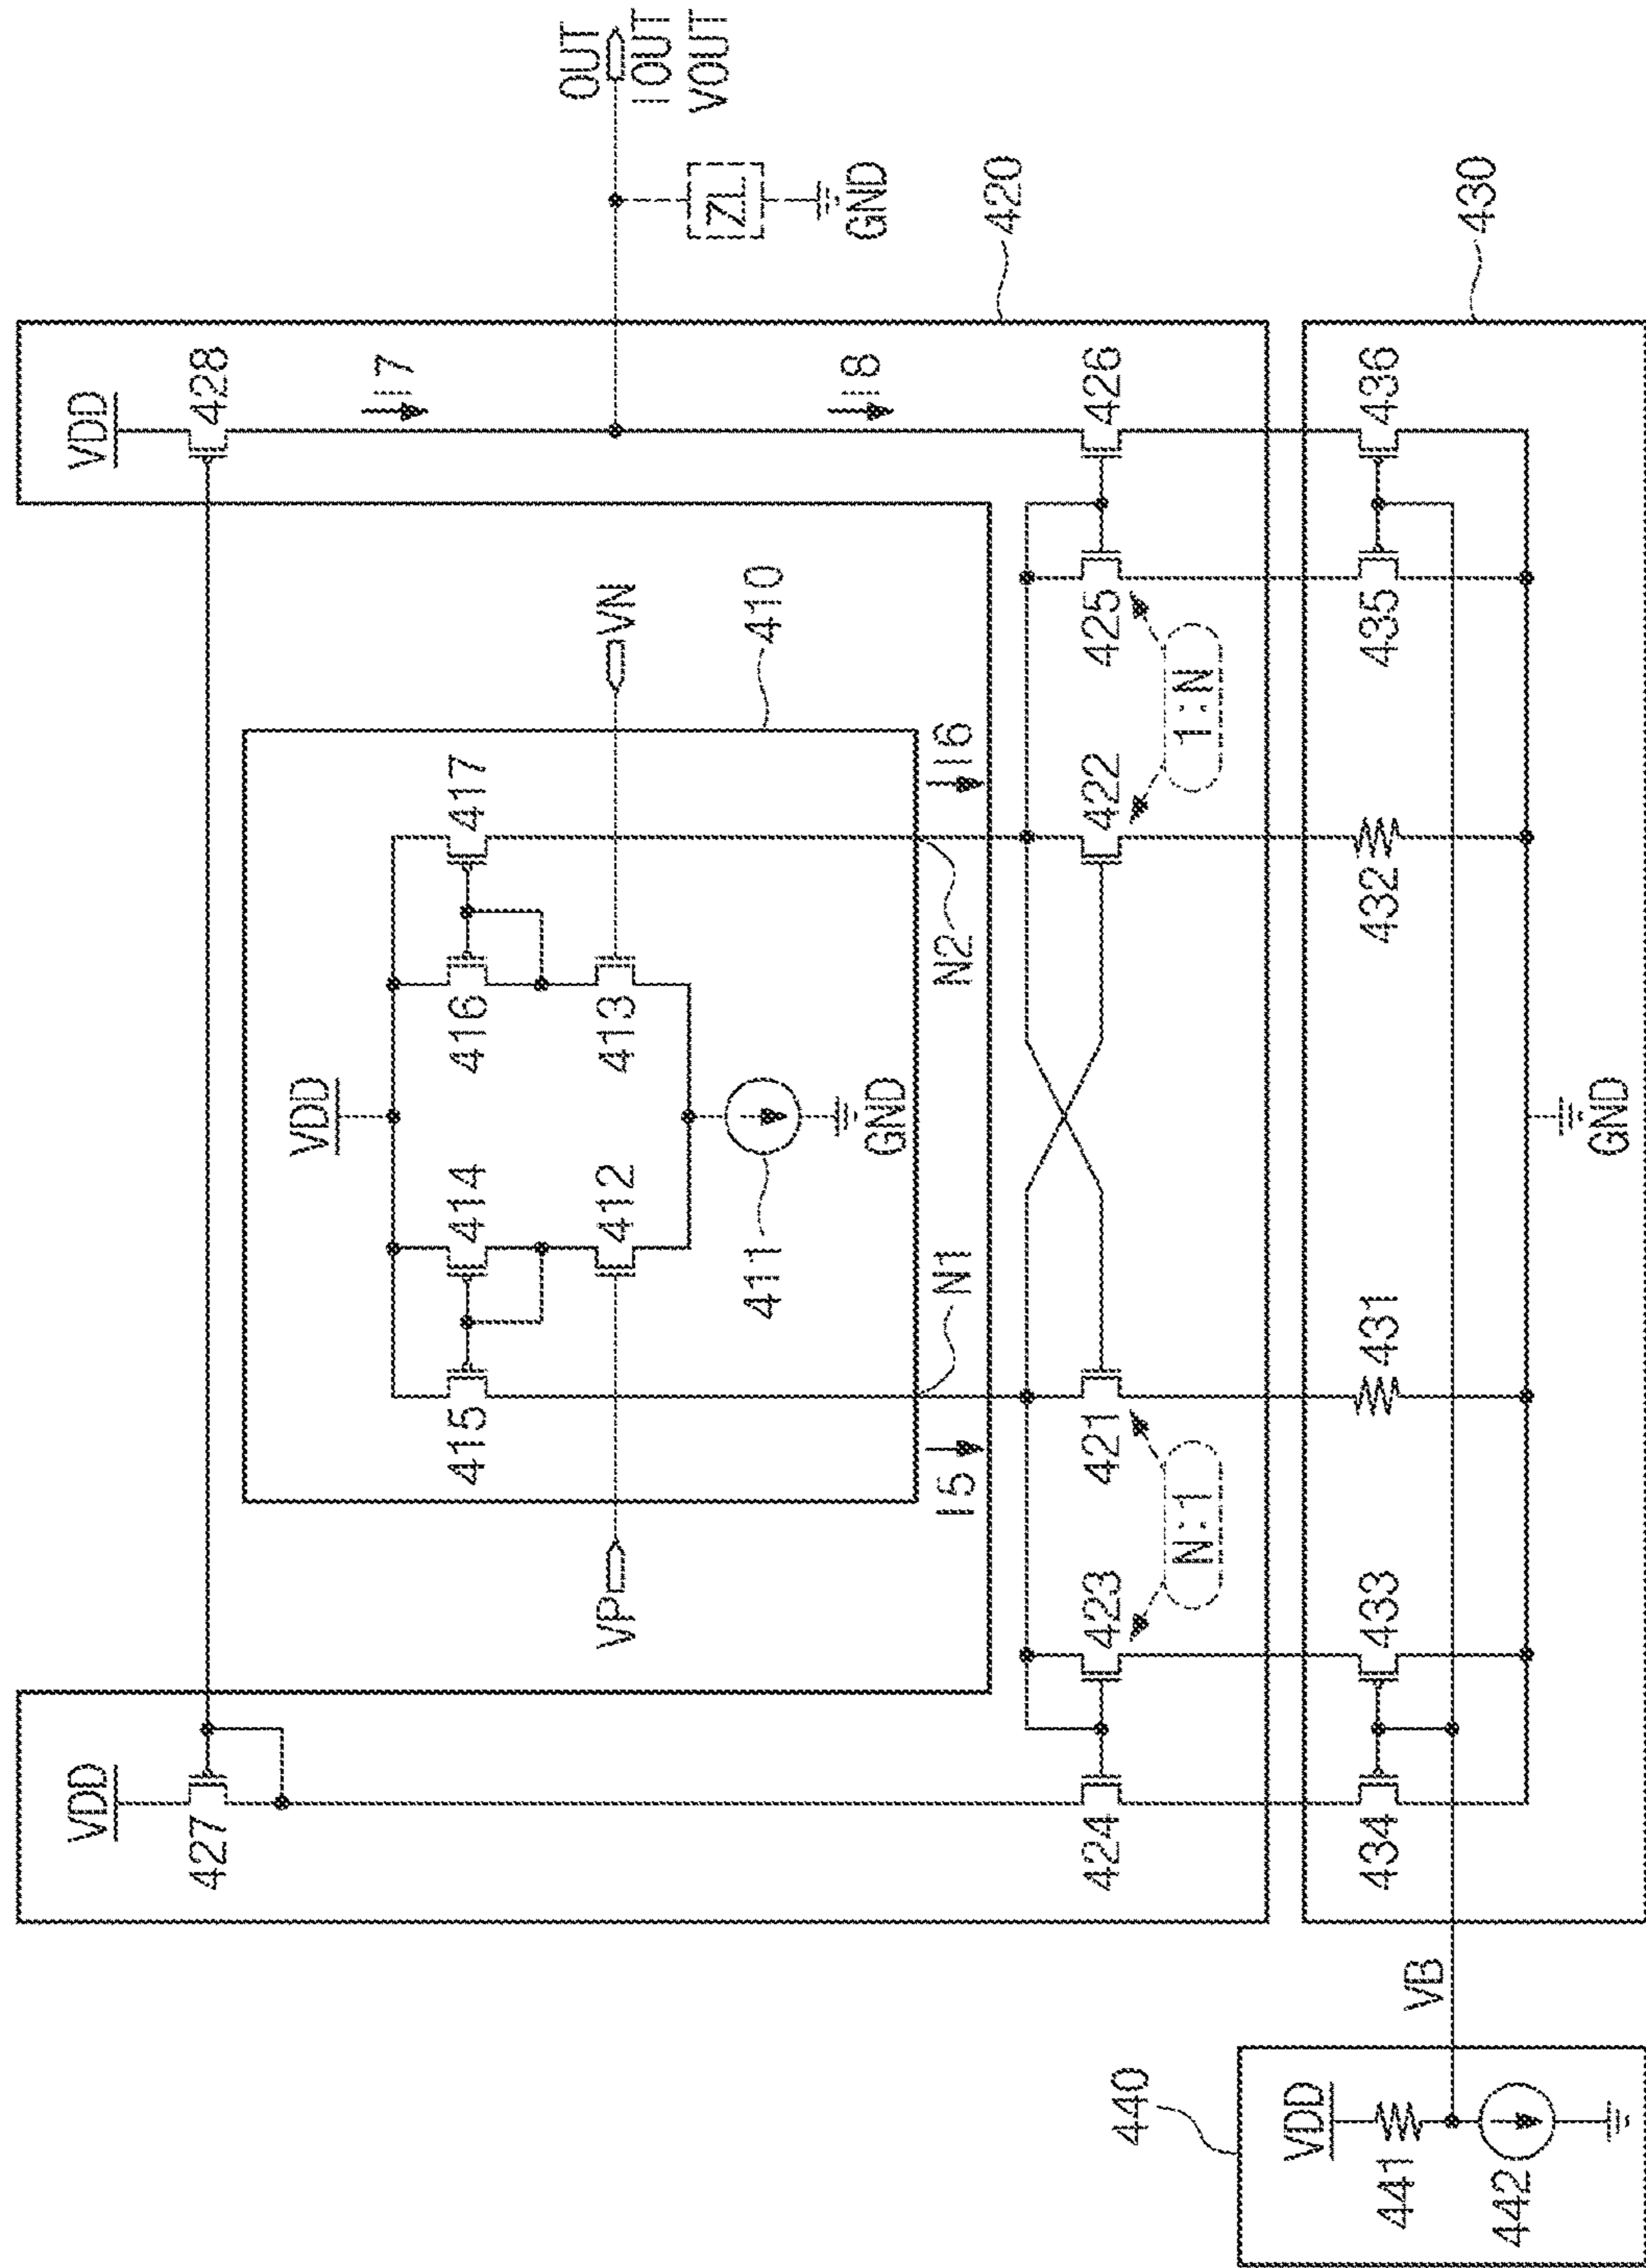 VDD
428
I7
OUT
IOUT
VOUT
ZL
GND
I8
420
426
430
436
VDD
427
VDD
417
416
414
415
413
412
411
GND
410
VN
VP
N1
N2
I5
I6
425
422
421
423
424
1:N
N:1
435
432
431
433
434
GND
VB
440
VDD
441
442